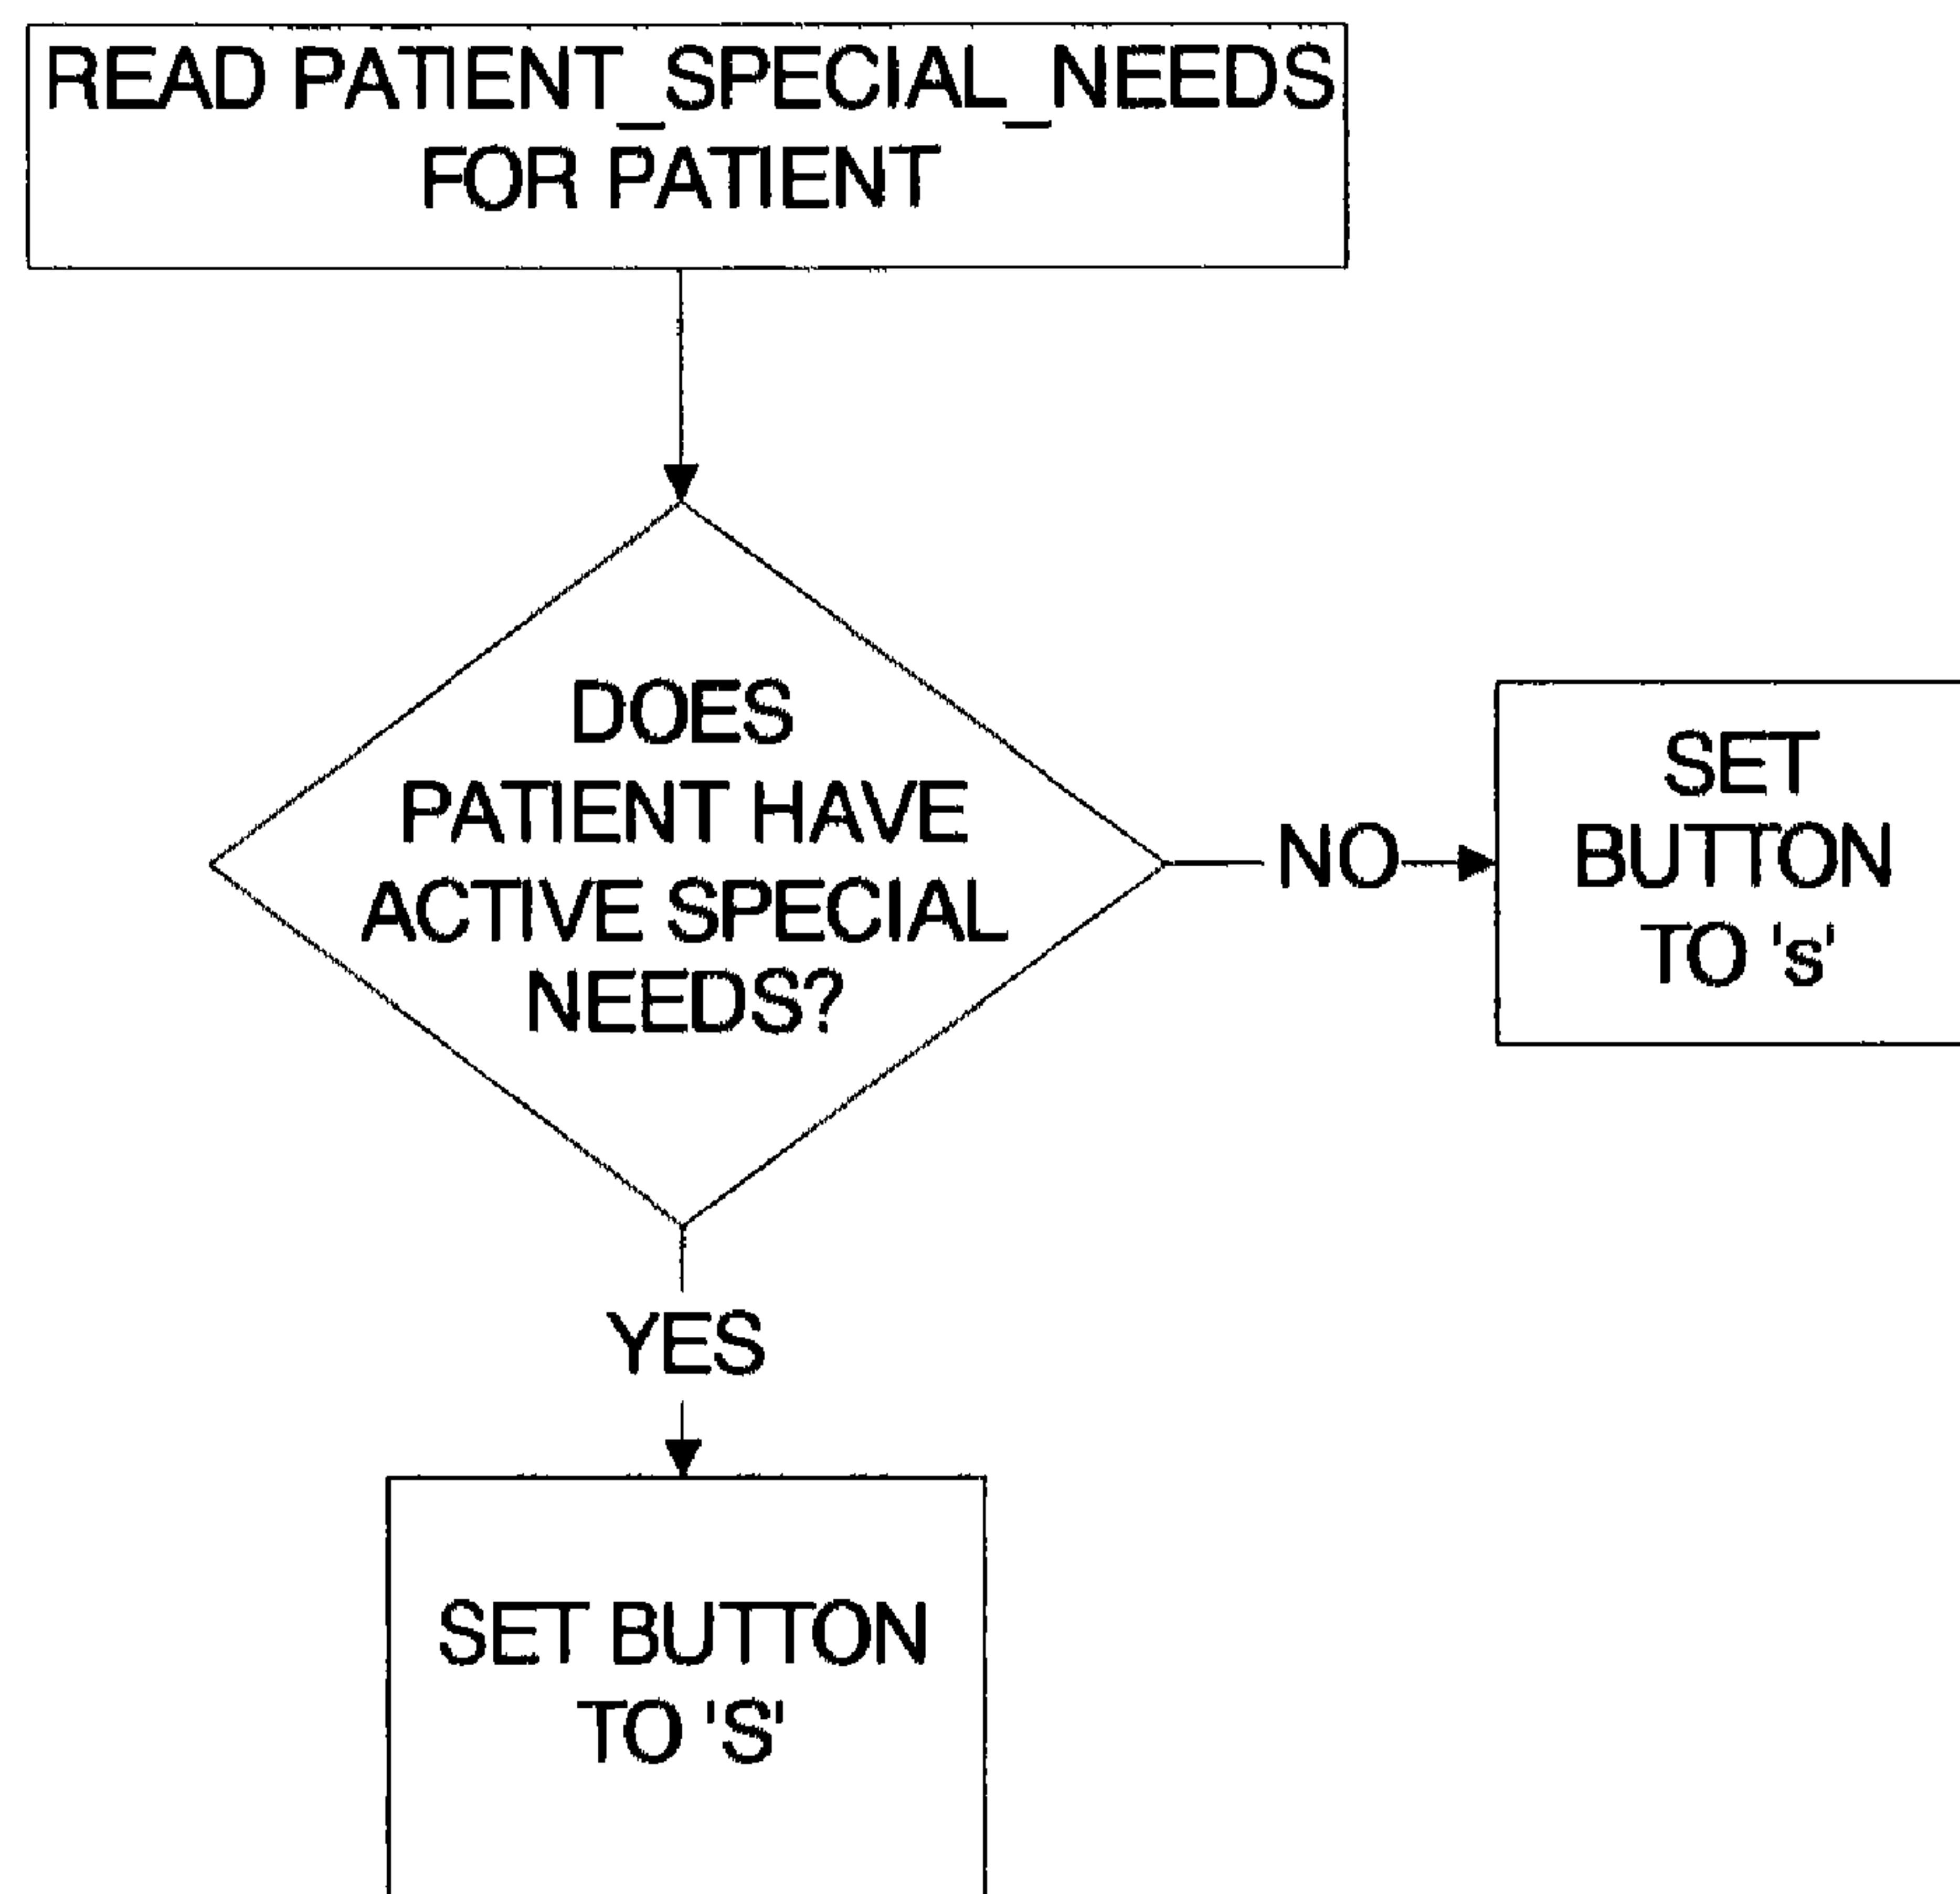 READ PATIENT_SPECIAL_NEEDS
FOR PATIENT
DOES
PATIENT HAVE
ACTIVE SPECIAL
NEEDS?
NO
SET
BUTTON
TO 's'
YES
SET BUTTON
TO 'S'